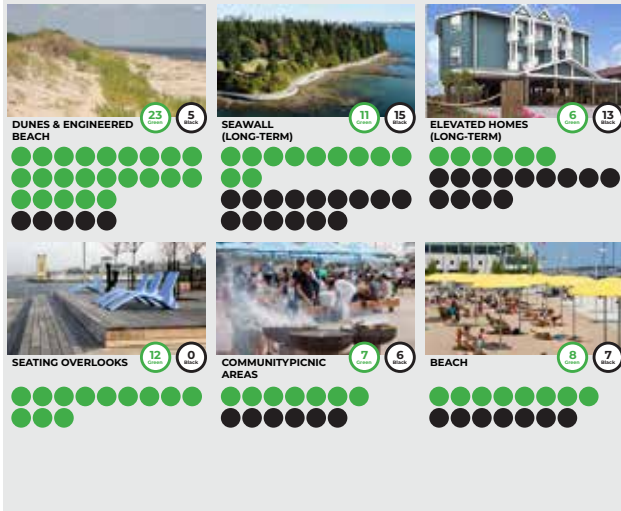 23
Green
5
Black
DUNES & ENGINEERED
BEACH
11
Green
15
Black
SEAWALL
(LONG-TERM)
6
Green
13
Black
ELEVATED HOMES
(LONG-TERM)
12
Green
0
Black
SEATING OVERLOOKS
7
Green
6
Black
COMMUNITYPICNIC
AREAS
8
Green
7
Black
BEACH